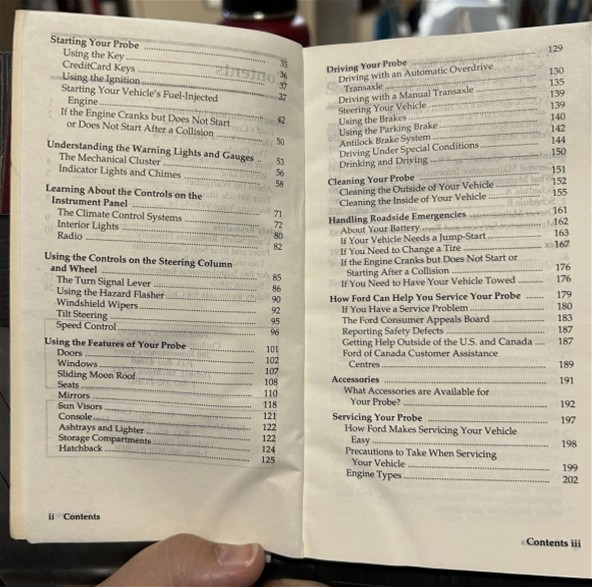 Starting Your Probe ........ 35
Using the Key ........ 36
CreditCard Keys ........ 37
Using the Ignition ........ 37
Starting Your Vehicle's Fuel-Injected
Engine ........ 42
If the Engine Cranks but Does Not Start
or Does Not Start After a Collision ........ 50
Understanding the Warning Lights and Gauges .. 53
The Mechanical Cluster ........ 56
Indicator Lights and Chimes ........ 58
Learning About the Controls on the
Instrument Panel ........ 71
The Climate Control Systems ........ 72
Interior Lights ........ 80
Radio ........ 82
Using the Controls on the Steering Column
and Wheel ........ 85
The Turn Signal Lever ........ 86
Using the Hazard Flasher ........ 90
Windshield Wipers ........ 92
Tilt Steering ........ 95
Speed Control ........ 96
Using the Features of Your Probe ........ 101
Doors ........ 102
Windows ........ 107
Sliding Moon Roof ........ 108
Seats ........ 110
Mirrors ........ 118
Sun Visors ........ 121
Console ........ 122
Ashtrays and Lighter ........ 122
Storage Compartments ........ 124
Hatchback ........ 125
ii Contents
Driving Your Probe ........ 129
Driving with an Automatic Overdrive
Transaxle ........ 130
Driving with a Manual Transaxle ........ 135
Steering Your Vehicle ........ 139
Using the Brakes ........ 139
Using the Parking Brake ........ 140
Antilock Brake System ........ 142
Driving Under Special Conditions ........ 144
Drinking and Driving ........ 150
Cleaning Your Probe ........ 151
Cleaning the Outside of Your Vehicle ........ 152
Cleaning the Inside of Your Vehicle ........ 155
Handling Roadside Emergencies ........ 161
About Your Battery ........ 162
If Your Vehicle Needs a Jump-Start ........ 163
If You Need to Change a Tire ........ 167
If the Engine Cranks but Does Not Start or
Starting After a Collision ........ 176
If You Need to Have Your Vehicle Towed ........ 176
How Ford Can Help You Service Your Probe ........ 179
If You Have a Service Problem ........ 180
The Ford Consumer Appeals Board ........ 183
Reporting Safety Defects ........ 187
Getting Help Outside of the U.S. and Canada .... 187
Ford of Canada Customer Assistance
Centres ........ 189
Accessories ........ 191
What Accessories are Available for
Your Probe? ........ 192
Servicing Your Probe ........ 197
How Ford Makes Servicing Your Vehicle
Easy ........ 198
Precautions to Take When Servicing
Your Vehicle ........ 199
Engine Types ........ 202
Contents iii